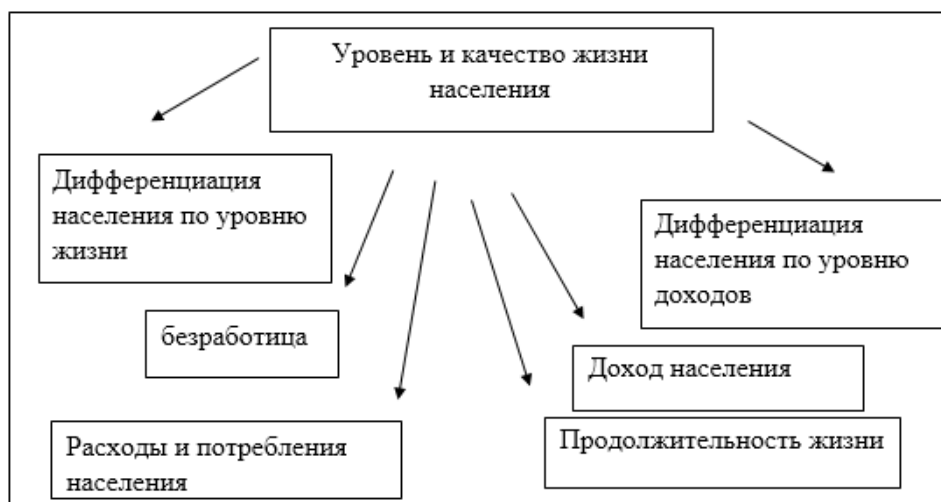 Уровень и качество жизни
населения
Дифференциация
населения по уровню
жизни
Дифференциация
населения по уровню
доходов
безработица
Доход населения
Расходы и потребления
населения
Продолжительность жизни